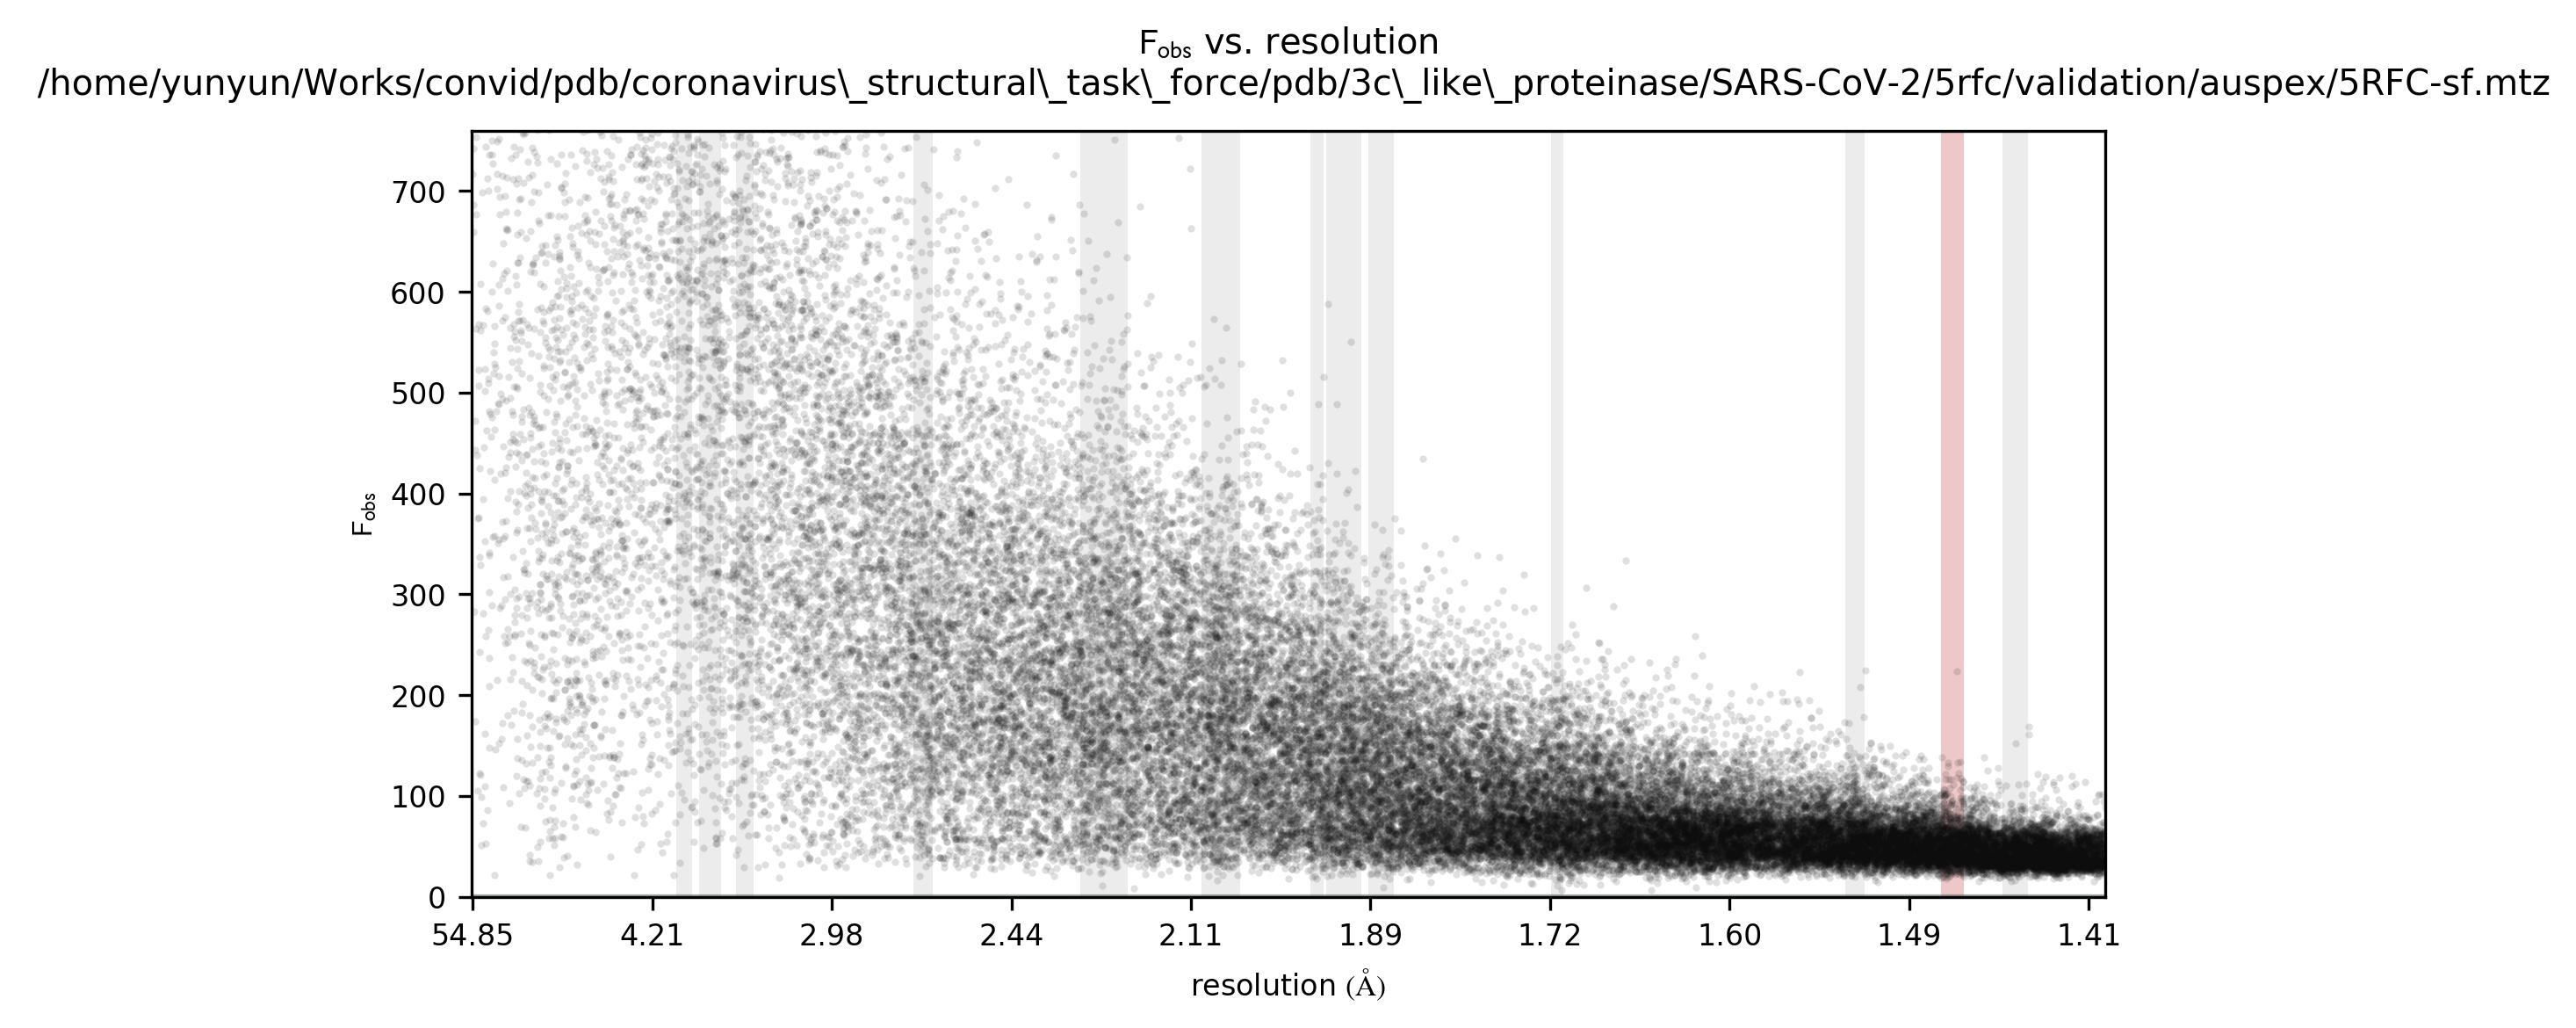 F_obs vs. resolution
/home/yunyun/Works/convid/pdb/coronavirus\_structural\_task\_force/pdb/3c\_like\_proteinase/SARS-CoV-2/5rfc/validation/auspex/5RFC-sf.mtz
700
600
500
400
300
200
100
0
F_obs
54.85 4.21 2.98 2.44 2.11 1.89 1.72 1.60 1.49 1.41
resolution (Å)